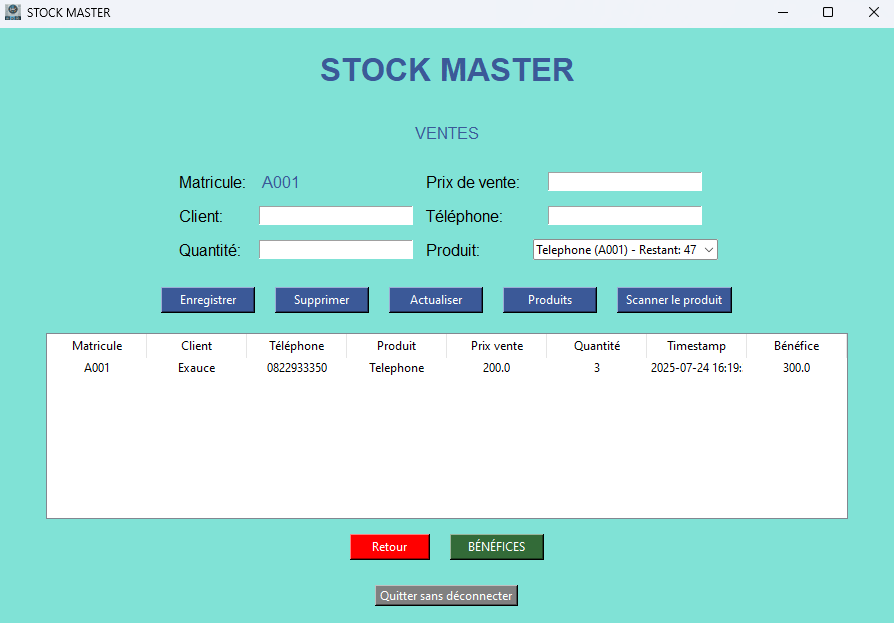 STOCK MASTER
STOCK MASTER
VENTES
Matricule: A001 Prix de vente:
Client: Téléphone:
Quantité: Produit: Telephone (A001) - Restant: 47
Enregistrer Supprimer Actualiser Produits Scanner le produit
Matricule Client Téléphone Produit Prix vente Quantité Timestamp Bénéfice
A001 Exauce 0822933350 Telephone 200.0 3 2025-07-24 16:19: 300.0
Retour BÉNÉFICES
Quitter sans déconnecter